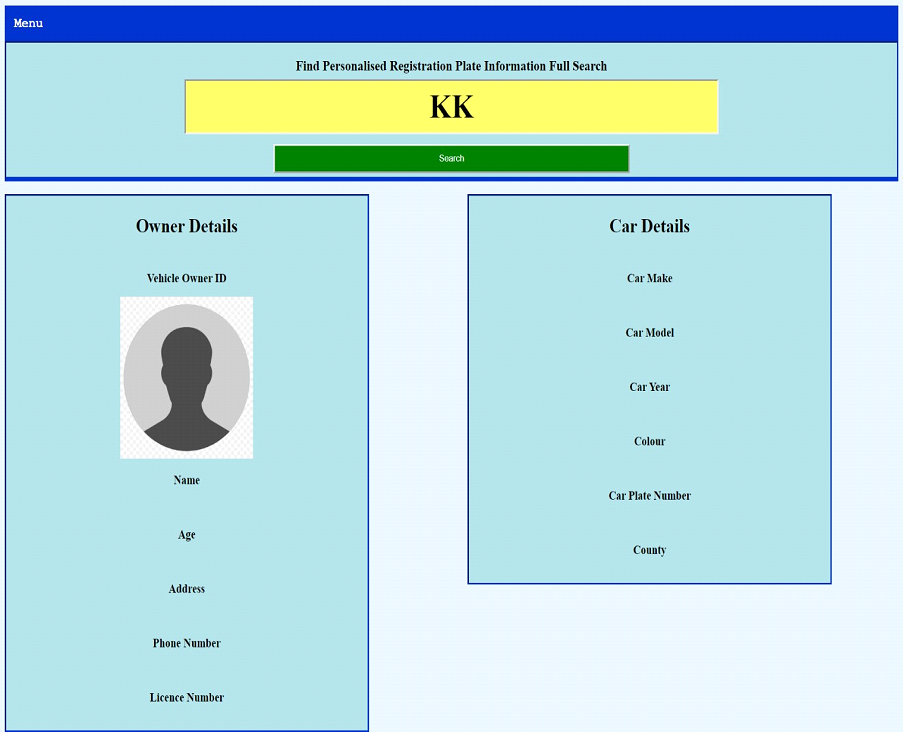 Menu
Find Personalised Registration Plate Information Full Search
KK
Search
Owner Details
Vehicle Owner ID
Name
Age
Address
Phone Number
Licence Number
Car Details
Car Make
Car Model
Car Year
Colour
Car Plate Number
County